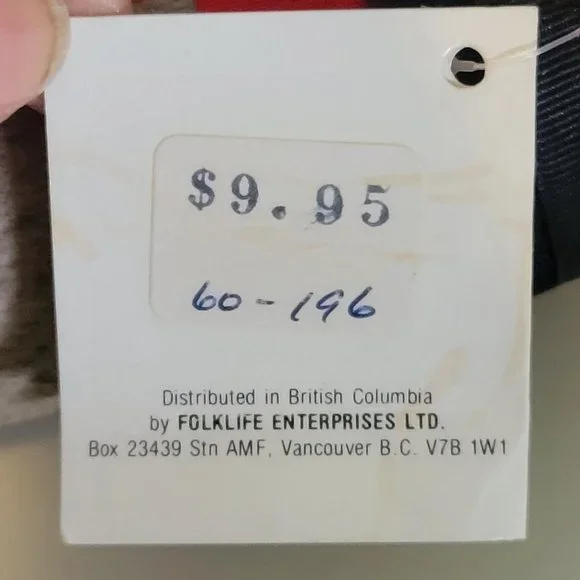 $9.95
60-196
Distributed in British Columbia
by FOLKLIFE ENTERPRISES LTD.
Box 23439 Stn AMF, Vancouver B.C. V7B 1W1